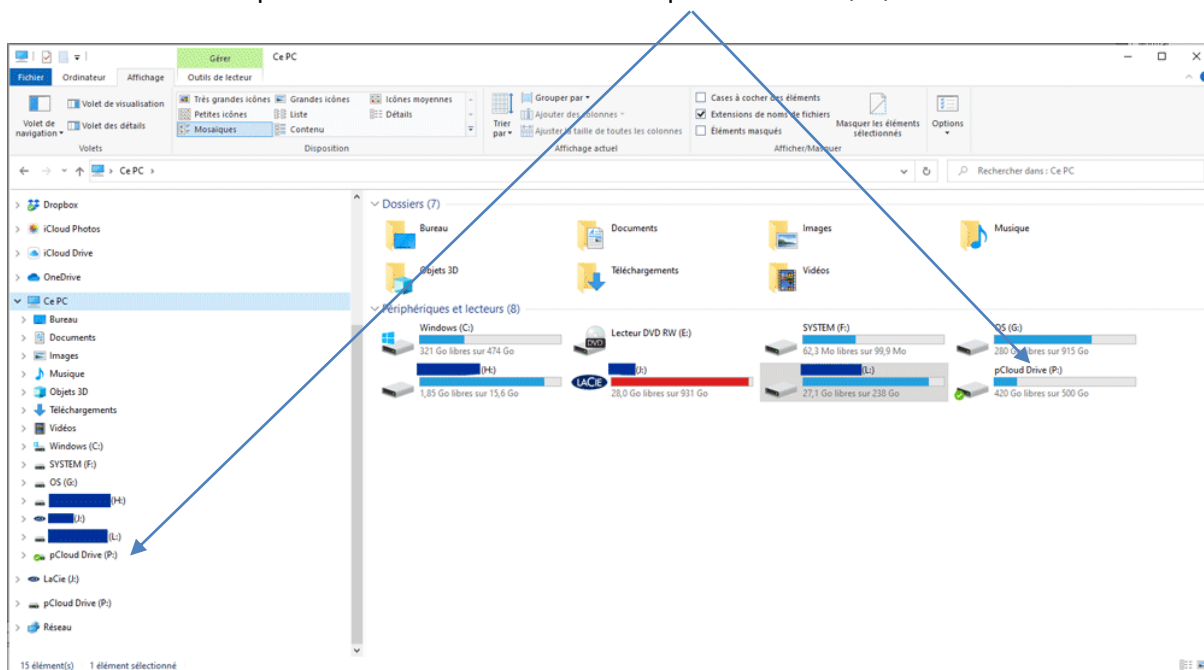 Gérer
Ce PC
Fichier
Ordinateur
Affichage
Outils de lecteur
Volet de navigation
Volet de visualisation
Volet des détails
Volets
Très grandes icônes
Grandes icônes
Icônes moyennes
Petites icônes
Liste
Détails
Mosaïques
Contenu
Disposition
Trier par
Grouper par
Ajouter des colonnes
Ajuster la taille de toutes les colonnes
Affichage actuel
Cases à cocher des éléments
Extensions de noms de fichiers
Éléments masqués
Masquer les éléments sélectionnés
Afficher/Masquer
Options
Ce PC
Rechercher dans : Ce PC
Dropbox
iCloud Photos
iCloud Drive
OneDrive
Ce PC
Bureau
Documents
Images
Musique
Objets 3D
Téléchargements
Vidéos
Windows (C:)
SYSTEM (F:)
OS (G:)
(H:)
(J:)
(L:)
pCloud Drive (P:)
LaCie (J:)
pCloud Drive (P:)
Réseau
Dossiers (7)
Bureau
Documents
Images
Musique
Objets 3D
Téléchargements
Vidéos
Périphériques et lecteurs (8)
Windows (C:)
321 Go libres sur 474 Go
DVD
Lecteur DVD RW (E:)
SYSTEM (F:)
62,3 Mo libres sur 99,9 Mo
OS (G:)
280 Go libres sur 915 Go
(H:)
1,85 Go libres sur 15,6 Go
LACIE
(J:)
28,0 Go libres sur 931 Go
(L:)
27,1 Go libres sur 238 Go
pCloud Drive (P:)
420 Go libres sur 500 Go
15 élément(s)
1 élément sélectionné